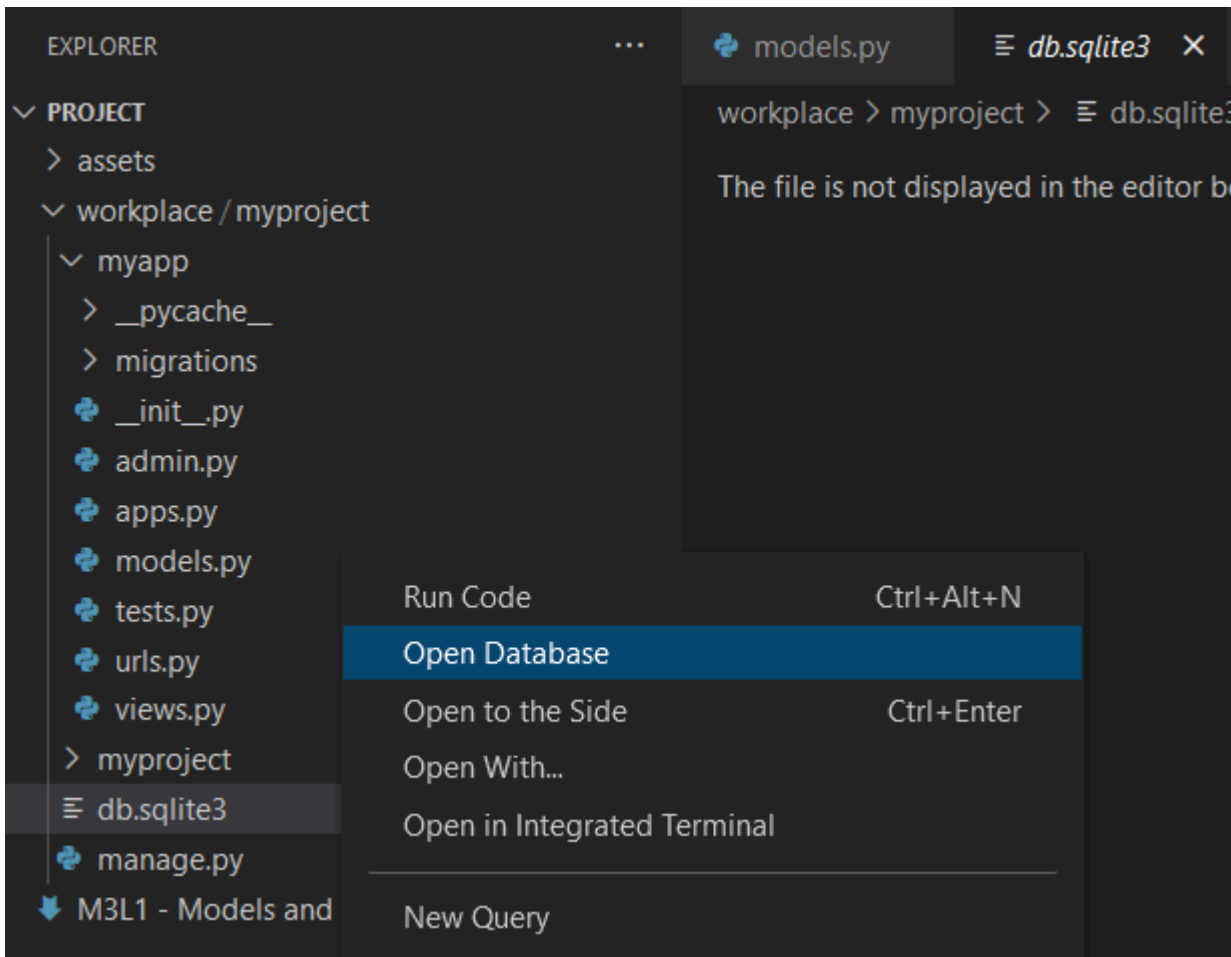 EXPLORER
PROJECT
assets
workplace / myproject
myapp
__pycache__
migrations
__init__.py
admin.py
apps.py
models.py
tests.py
urls.py
views.py
myproject
db.sqlite3
manage.py
M3L1 - Models and
models.py
db.sqlite3
workplace > myproject > db.sqlite3
The file is not displayed in the editor
Run Code Ctrl+Alt+N
Open Database
Open to the Side Ctrl+Enter
Open With...
Open in Integrated Terminal
New Query